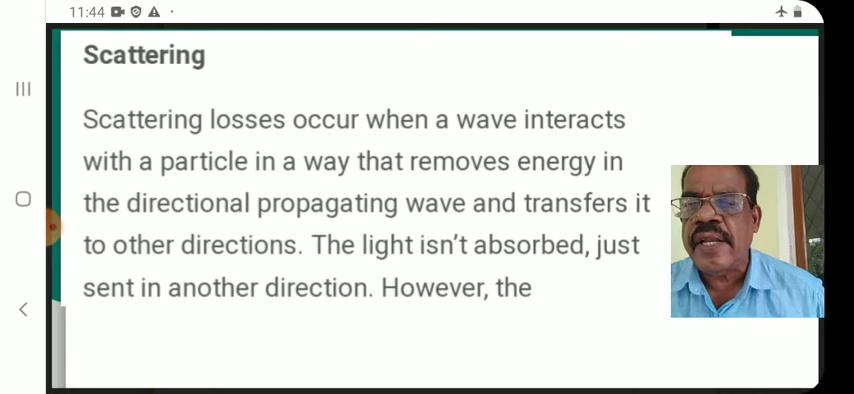 11:44
Scattering
Scattering losses occur when a wave interacts
with a particle in a way that removes energy in
the directional propagating wave and transfers it
to other directions. The light isn’t absorbed, just
sent in another direction. However, the